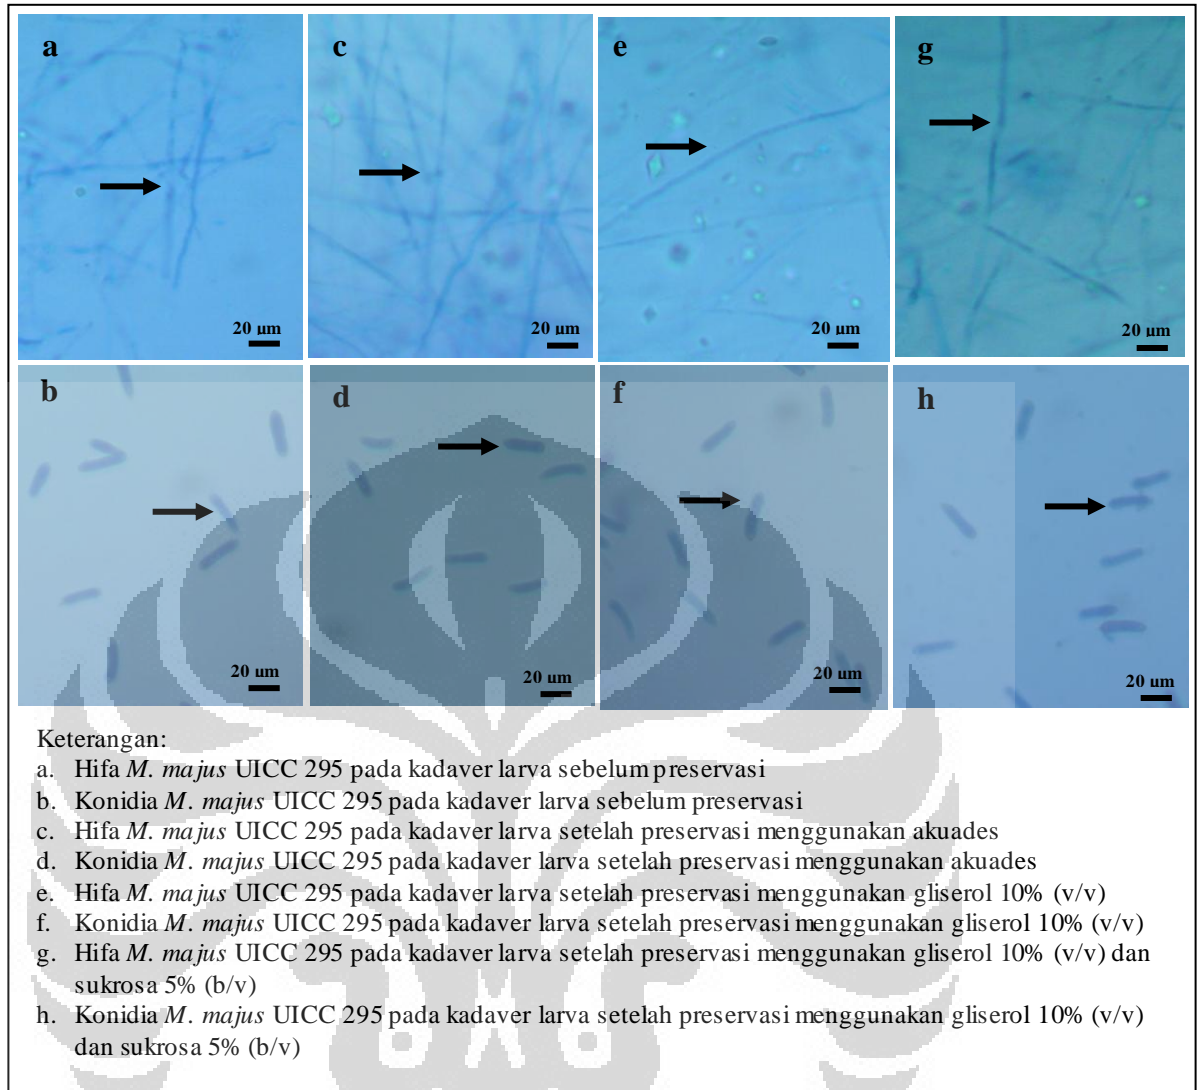 a c e g
20 µm 20 µm 20 µm 20 µm
b d f h
20 µm 20 µm 20 µm 20 µm
Keterangan:
a. Hifa M. majus UICC 295 pada kadaver larva sebelum preservasi
b. Konidia M. majus UICC 295 pada kadaver larva sebelum preservasi
c. Hifa M. majus UICC 295 pada kadaver larva setelah preservasi menggunakan akuades
d. Konidia M. majus UICC 295 pada kadaver larva setelah preservasi menggunakan akuades
e. Hifa M. majus UICC 295 pada kadaver larva setelah preservasi menggunakan gliserol 10% (v/v)
f. Konidia M. majus UICC 295 pada kadaver larva setelah preservasi menggunakan gliserol 10% (v/v)
g. Hifa M. majus UICC 295 pada kadaver larva setelah preservasi menggunakan gliserol 10% (v/v) dan
sukrosa 5% (b/v)
h. Konidia M. majus UICC 295 pada kadaver larva setelah preservasi menggunakan gliserol 10% (v/v)
dan sukrosa 5% (b/v)